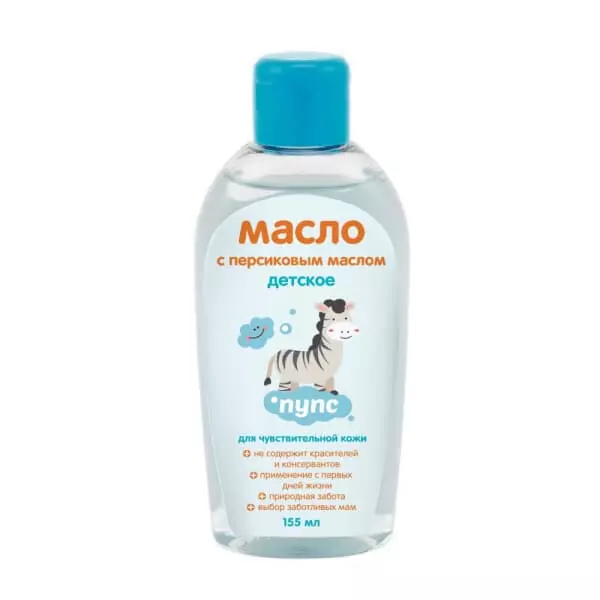 масло
с персиковым маслом
детское
пупс
для чувствительной кожи
не содержит красителей
и консервантов
применение с первых
дней жизни
природная забота
выбор заботливых мам
155 мл